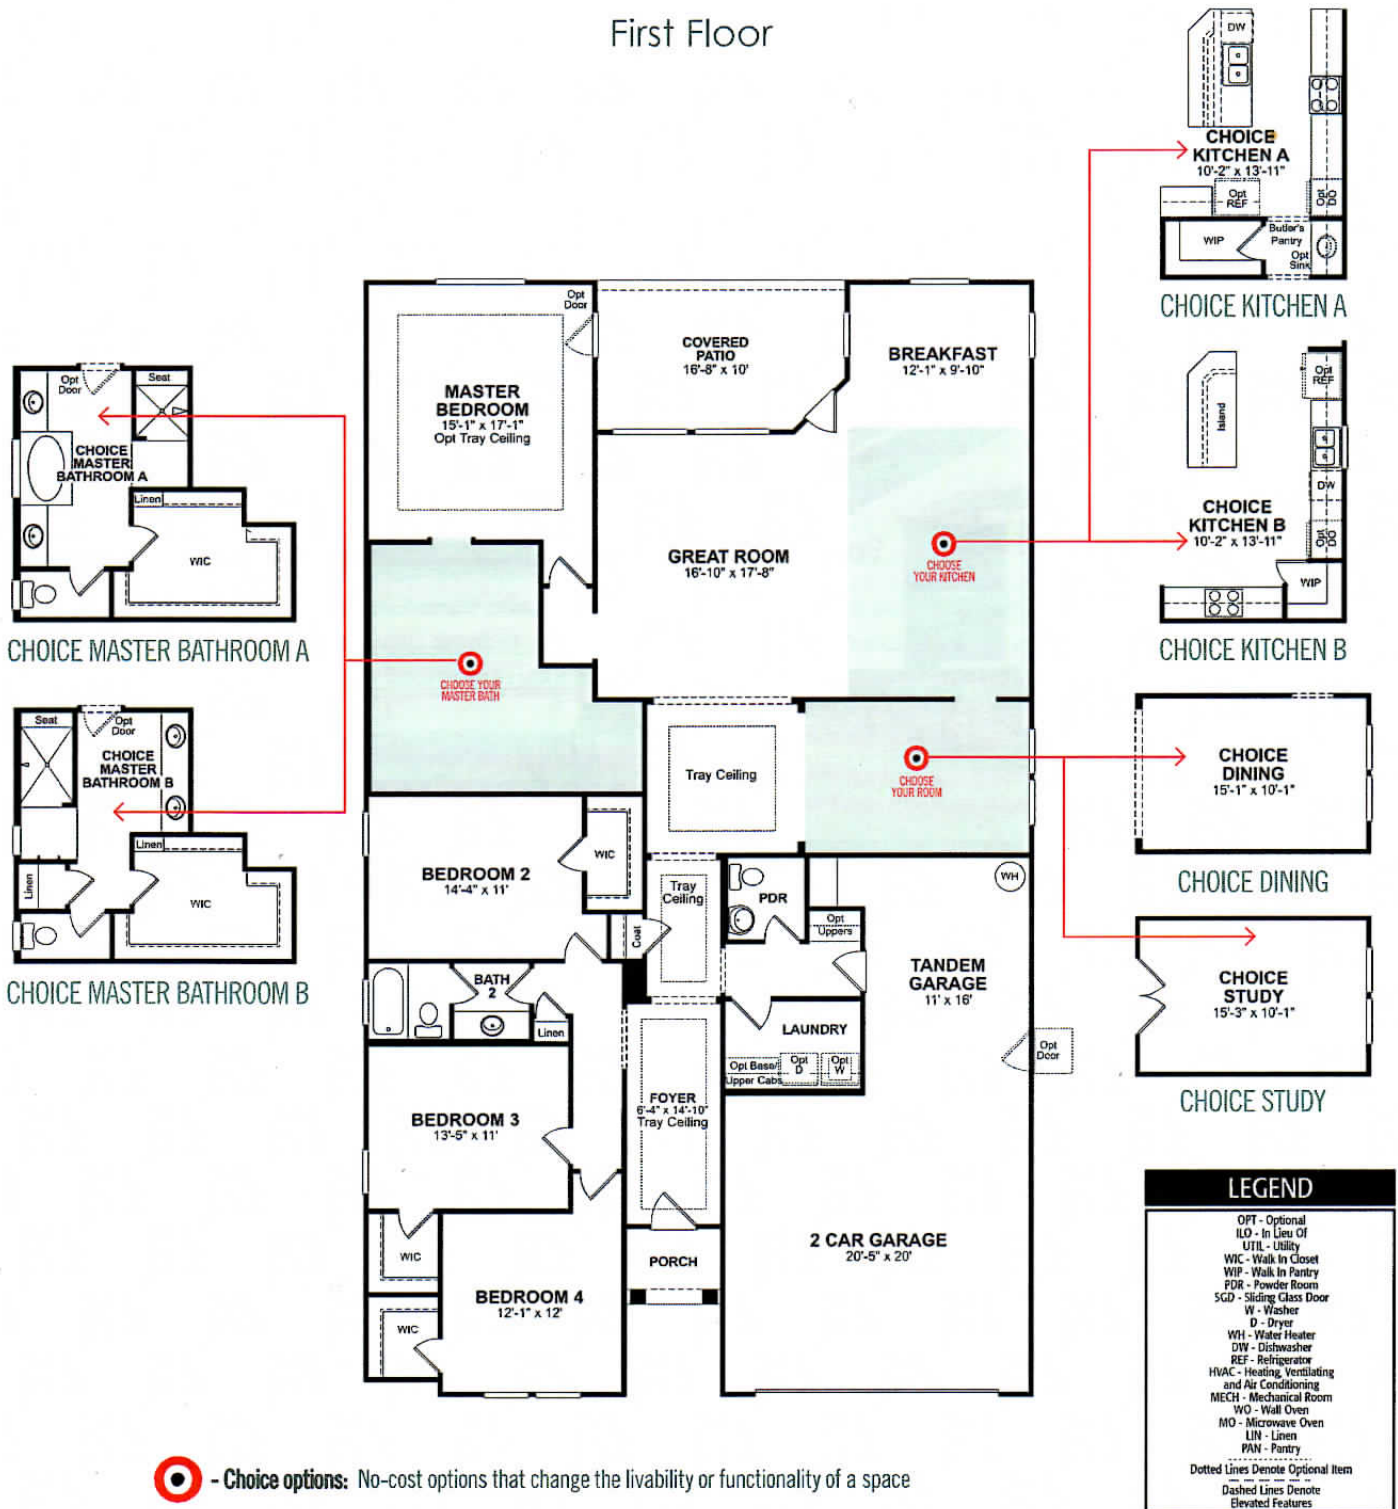 First Floor
DW
CHOICE
KITCHEN A
10'-2" x 13'-11"
Opt
REF
Opt
DO
WIP
Butler's
Pantry
Opt
Sink
CHOICE KITCHEN A
Opt
REF
Island
DW
CHOICE
KITCHEN B
10'-2" x 13'-11"
Opt
DO
WIP
CHOICE KITCHEN B
CHOICE
DINING
15'-1" x 10'-1"
CHOICE DINING
CHOICE
STUDY
15'-3" x 10'-1"
CHOICE STUDY
Opt
Door
Seat
CHOICE
MASTER
BATHROOM A
Linen
WIC
CHOICE MASTER BATHROOM A
Seat
Opt
Door
CHOICE
MASTER
BATHROOM B
Linen
Linen
WIC
CHOICE MASTER BATHROOM B
Opt
Door
MASTER
BEDROOM
15'-1" x 17'-1"
Opt Tray Ceiling
COVERED
PATIO
16'-8" x 10'
BREAKFAST
12'-1" x 9'-10"
GREAT ROOM
16'-10" x 17'-8"
CHOOSE
YOUR KITCHEN
CHOOSE YOUR
MASTER BATH
Tray Ceiling
CHOOSE
YOUR ROOM
BEDROOM 2
14'-4" x 11'
WIC
Tray
Ceiling
PDR
WH
Coat
Opt
Uppers
TANDEM
GARAGE
11' x 16'
BATH
2
Linen
LAUNDRY
Opt Base/
Upper Cabs
Opt
D
Opt
W
Opt
Door
FOYER
6'-4" x 14'-10"
Tray Ceiling
BEDROOM 3
13'-5" x 11'
WIC
2 CAR GARAGE
20'-5" x 20'
PORCH
BEDROOM 4
12'-1" x 12'
WIC
LEGEND
OPT - Optional
ILO - In Lieu Of
UTIL - Utility
WIC - Walk In Closet
WIP - Walk In Pantry
PDR - Powder Room
SGD - Sliding Glass Door
W - Washer
D - Dryer
WH - Water Heater
DW - Dishwasher
REF - Refrigerator
HVAC - Heating, Ventilating
and Air Conditioning
MECH - Mechanical Room
WO - Wall Oven
MO - Microwave Oven
LIN - Linen
PAN - Pantry
Dotted Lines Denote Optional Item
Dashed Lines Denote
Elevated Features
- Choice options: No-cost options that change the livability or functionality of a space